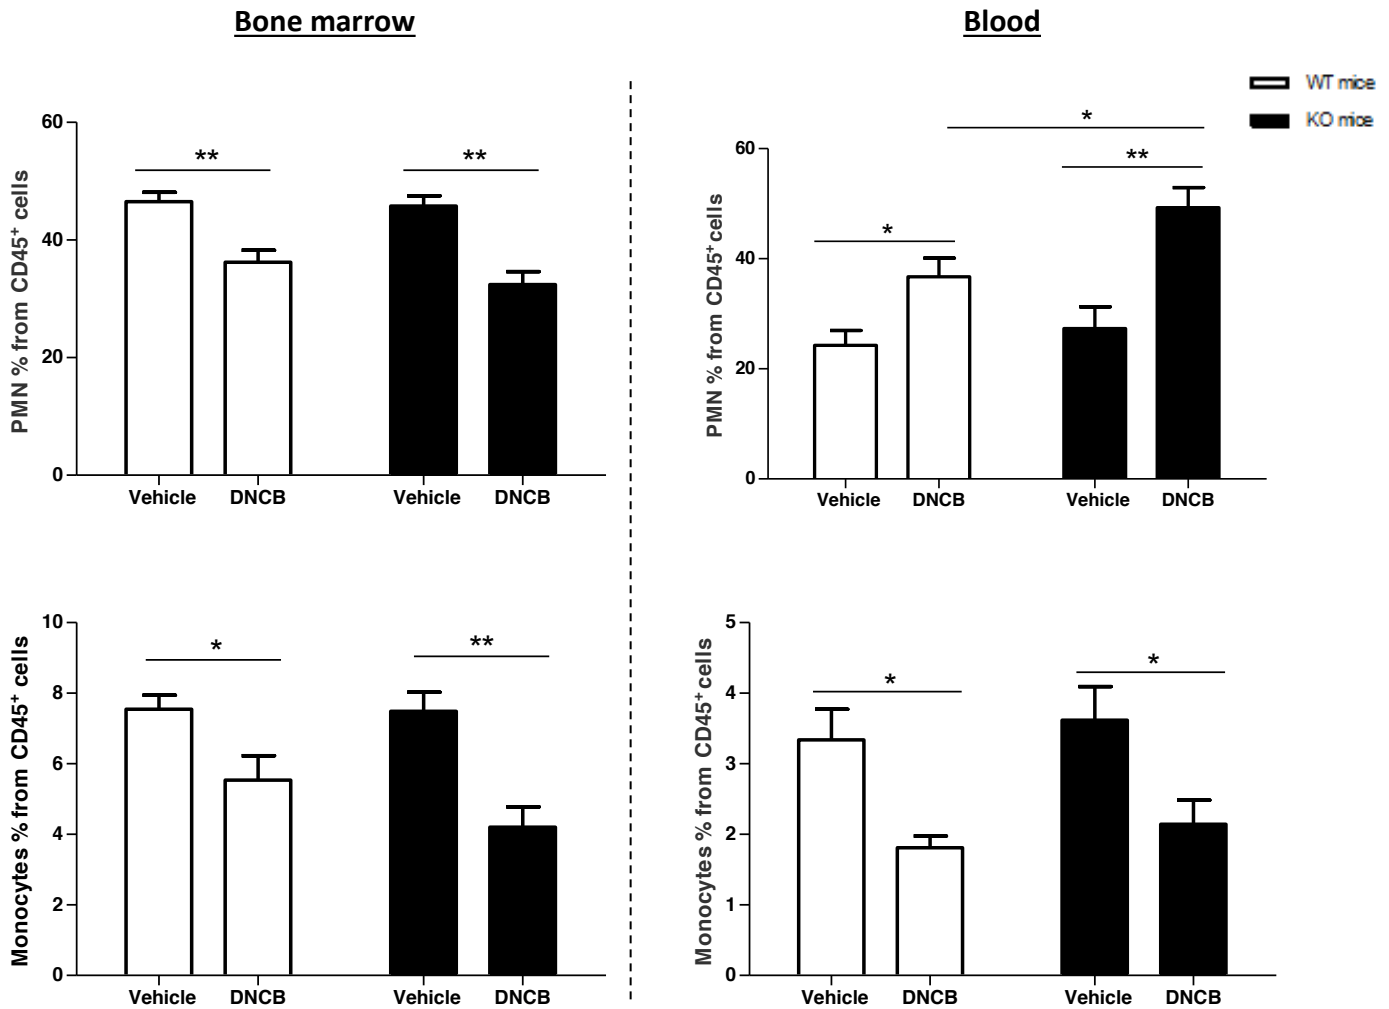 Bone marrow
Blood
WT mice
KO mice
PMN % from CD45⁺ cells
60
40
20
0
**
**
Vehicle
DNCB
Vehicle
DNCB
PMN % from CD45⁺ cells
60
40
20
0
*
*
**
Vehicle
DNCB
Vehicle
DNCB
Monocytes % from CD45⁺ cells
10
8
6
4
2
0
*
**
Vehicle
DNCB
Vehicle
DNCB
Monocytes % from CD45⁺ cells
5
4
3
2
1
0
*
*
Vehicle
DNCB
Vehicle
DNCB